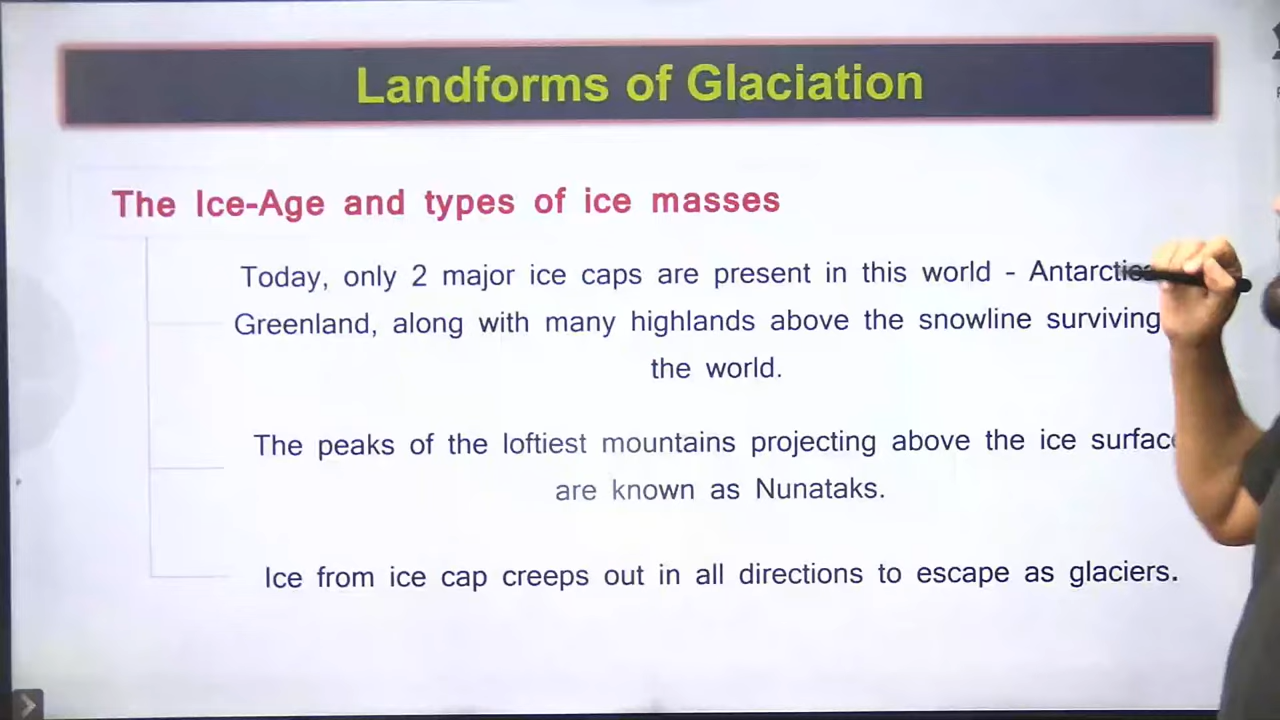 Landforms of Glaciation
The Ice-Age and types of ice masses
Today, only 2 major ice caps are present in this world -
Greenland, along with many highlands above the snowline surviving
the world.
The peaks of the loftiest mountains projecting above the ice
are known as Nunataks.
Ice from ice cap creeps out in all directions to escape as glaciers.